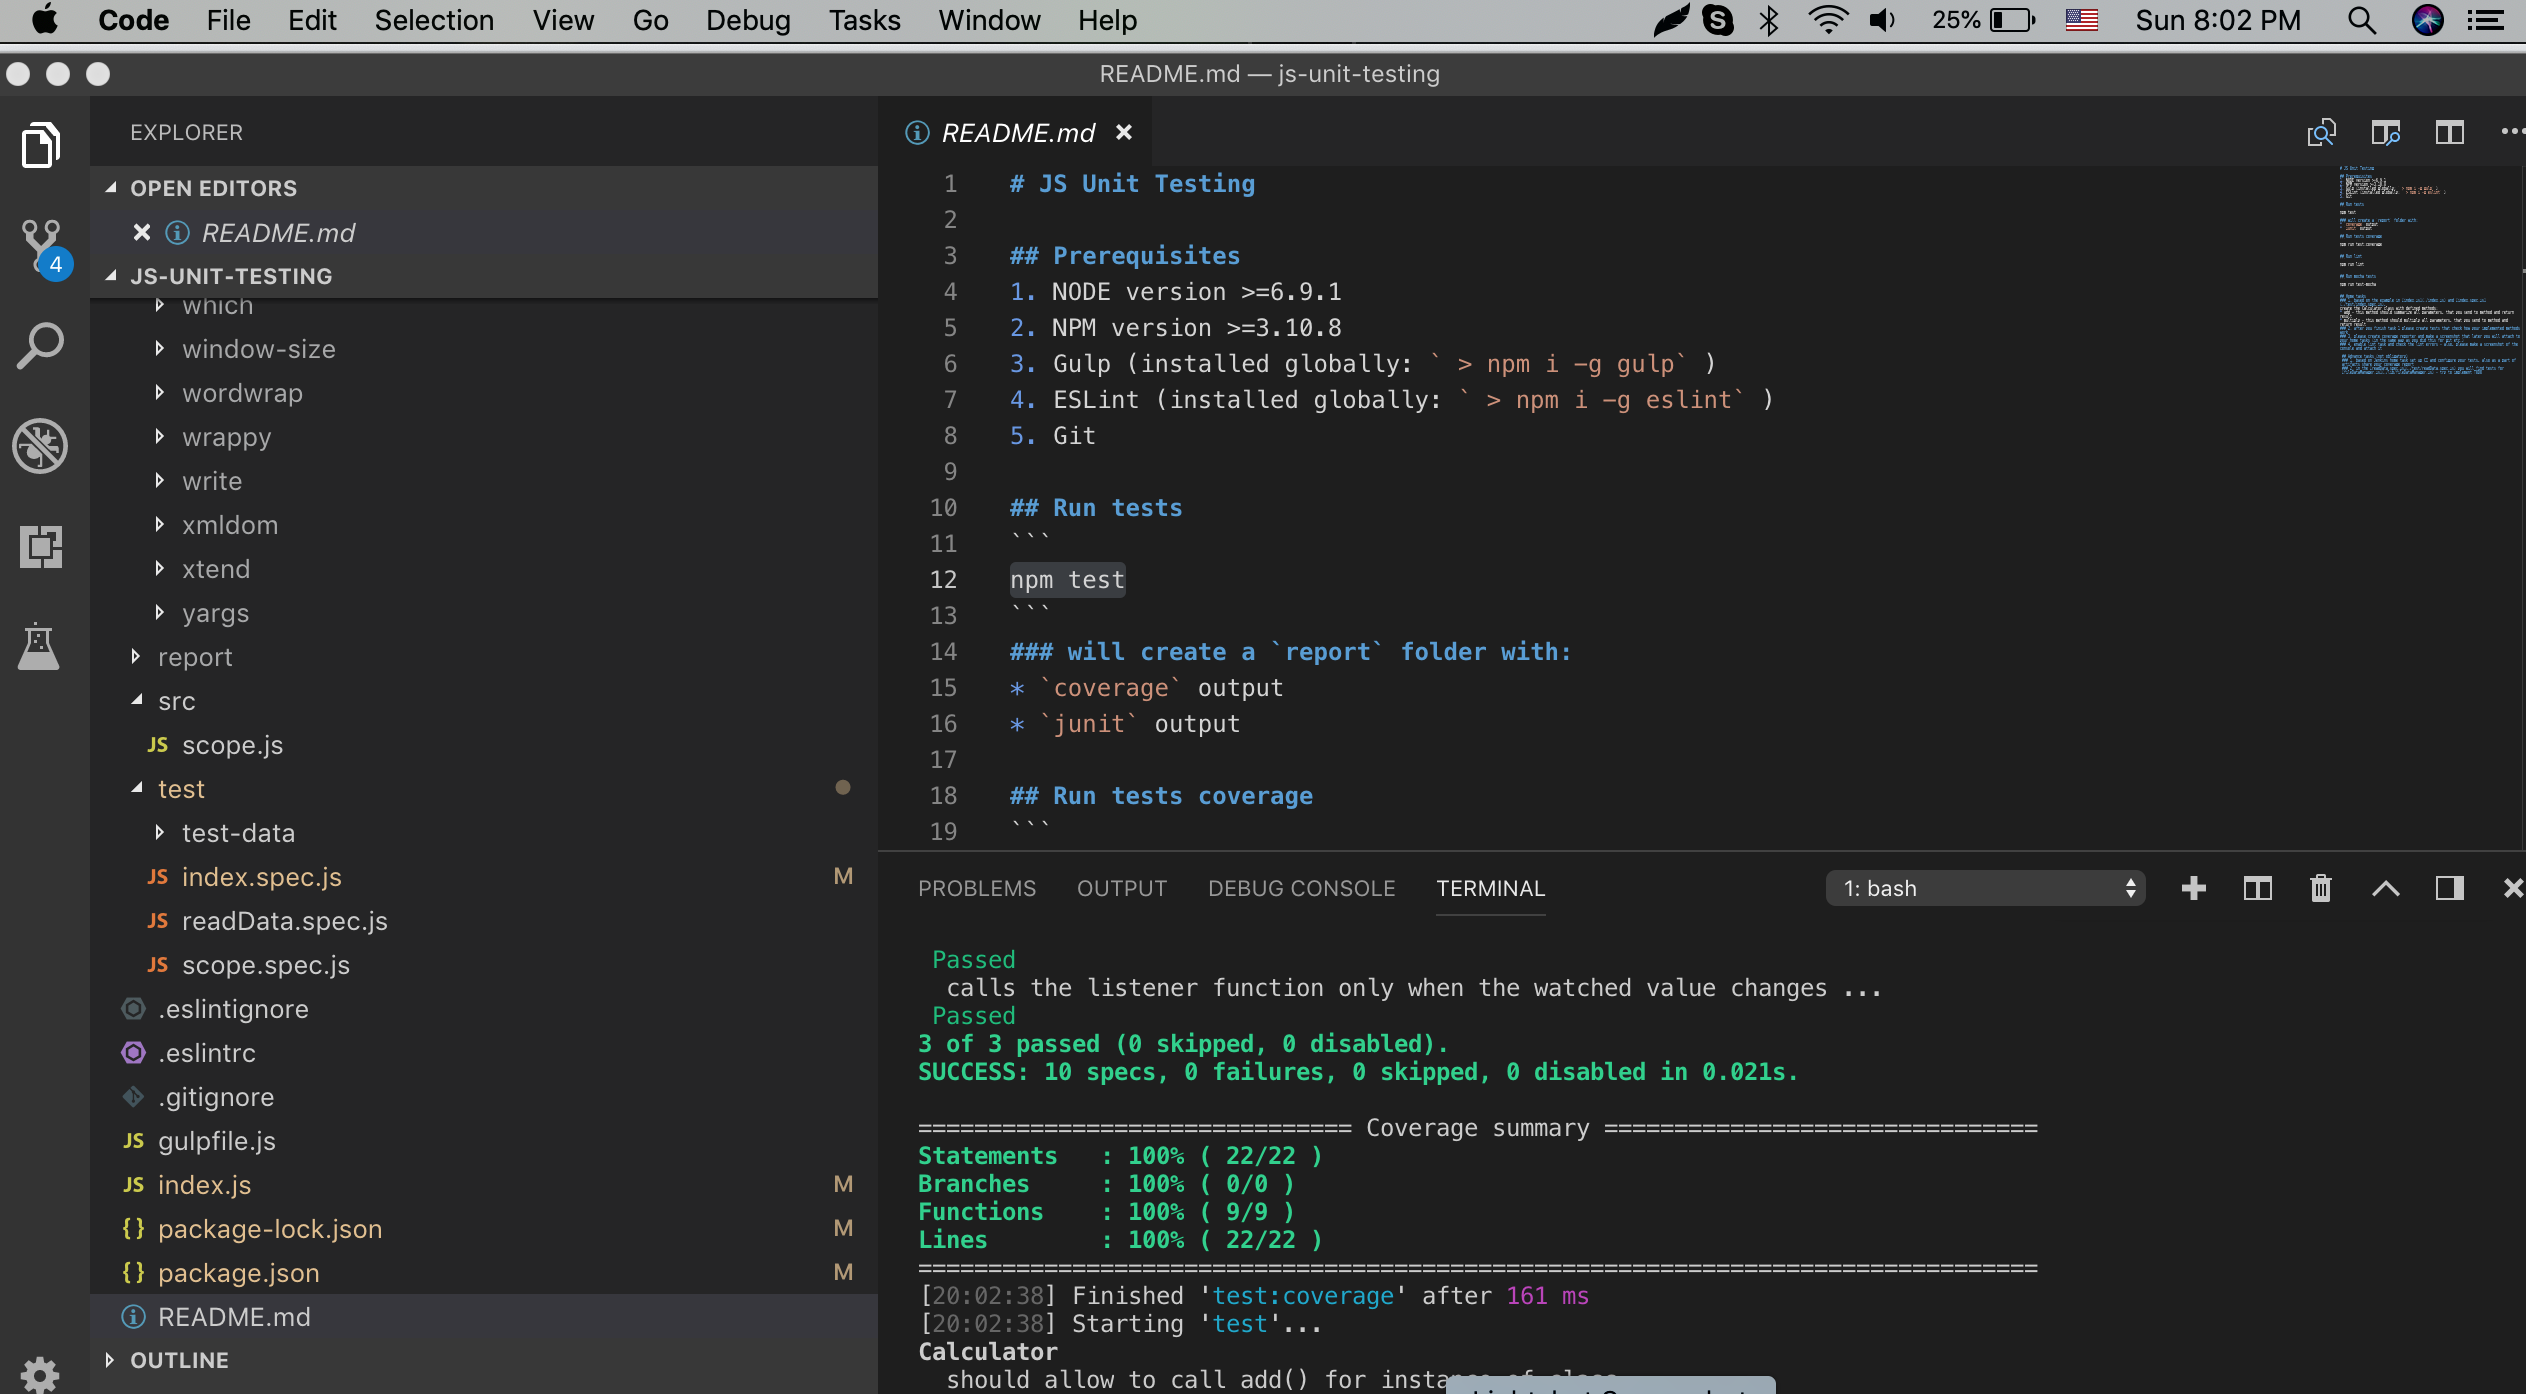 Code File Edit Selection View Go Debug Tasks Window Help 25% Sun 8:02 PM
README.md — js-unit-testing
EXPLORER
OPEN EDITORS
README.md
JS-UNIT-TESTING
which
window-size
wordwrap
wrappy
write
xmldom
xtend
yargs
report
src
JS scope.js
test
test-data
JS index.spec.js M
JS readData.spec.js
JS scope.spec.js
.eslintignore
.eslintrc
.gitignore
JS gulpfile.js
JS index.js M
{} package-lock.json M
{} package.json M
README.md
OUTLINE
4
README.md
1 # JS Unit Testing
2
3 ## Prerequisites
4 1. NODE version >=6.9.1
5 2. NPM version >=3.10.8
6 3. Gulp (installed globally: ` > npm i -g gulp` )
7 4. ESLint (installed globally: ` > npm i -g eslint` )
8 5. Git
9
10 ## Run tests
11 ```
12 npm test
13 ```
14 ### will create a `report` folder with:
15 * `coverage` output
16 * `junit` output
17
18 ## Run tests coverage
19 ```
PROBLEMS OUTPUT DEBUG CONSOLE TERMINAL 1: bash
Passed
calls the listener function only when the watched value changes ...
Passed
3 of 3 passed (0 skipped, 0 disabled).
SUCCESS: 10 specs, 0 failures, 0 skipped, 0 disabled in 0.021s.
=============================== Coverage summary ===============================
Statements : 100% ( 22/22 )
Branches : 100% ( 0/0 )
Functions : 100% ( 9/9 )
Lines : 100% ( 22/22 )
================================================================================
[20:02:38] Finished 'test:coverage' after 161 ms
[20:02:38] Starting 'test'...
Calculator
should allow to call add() for instance of class